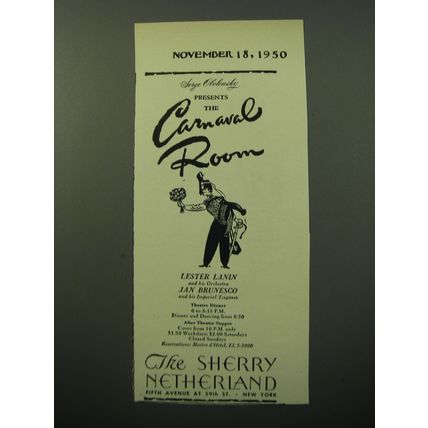 NOVEMBER 18, 1950
Serge Obolensky
PRESENTS
THE
Carnaval
Room
LESTER LANIN
and his Orchestra
JAN BRUNESCO
and his Imperial Tziganes
Theatre Dinner
6 to 8:15 P.M.
Dinner and Dancing from 8:30
After Theatre Supper
Cover from 10 P.M. only
$1.50 Weekdays; $2.00 Saturdays
Closed Sundays
Reservations: Maitre d'Hotel, EL 5-2800
The SHERRY
NETHERLAND
FIFTH AVENUE AT 59th ST. · NEW YORK